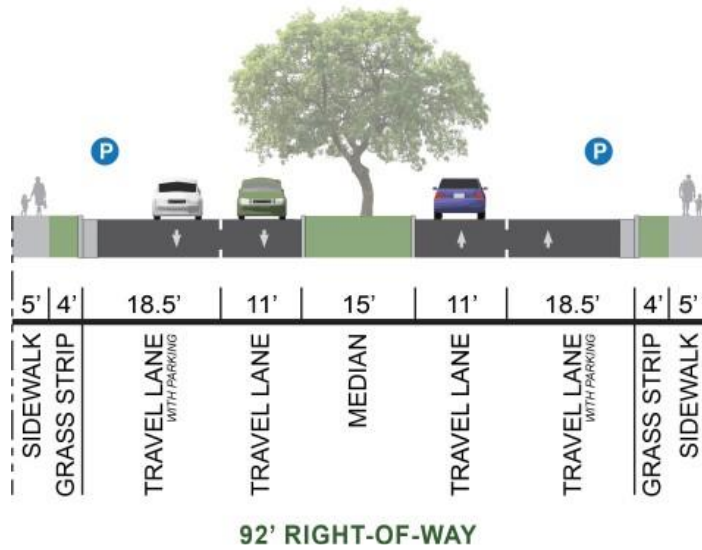 P
P
5' 4' 18.5' 11' 15' 11' 18.5' 4' 5'
SIDEWALK
GRASS STRIP
TRAVEL LANE
WITH PARKING
TRAVEL LANE
MEDIAN
TRAVEL LANE
TRAVEL LANE
WITH PARKING
GRASS STRIP
SIDEWALK
92' RIGHT-OF-WAY